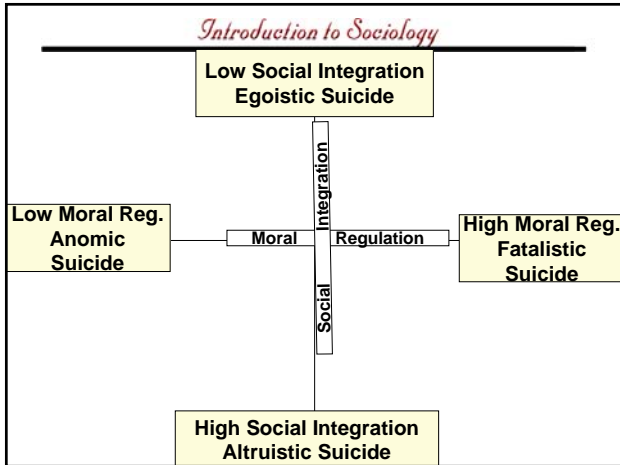 Introduction to Sociology
Low Social Integration
Egoistic Suicide
Social Integration
Low Moral Reg.
Anomic
Suicide
Moral Regulation
High Moral Reg.
Fatalistic
Suicide
High Social Integration
Altruistic Suicide